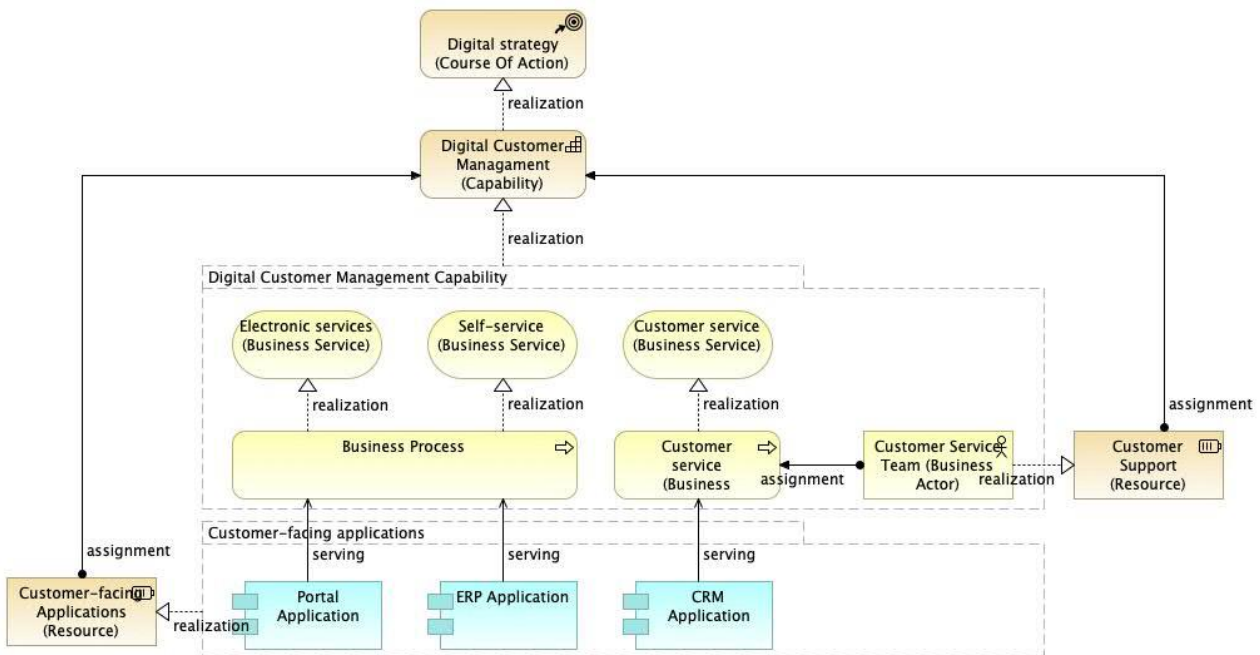 Digital strategy
(Course Of Action)
realization
Digital Customer
Managament
(Capability)
realization
Digital Customer Management Capability
Electronic services
(Business Service)
Self-service
(Business Service)
Customer service
(Business Service)
realization
realization
realization
assignment
Business Process
Customer
service
(Business
assignment
Customer Service
Team (Business
Actor)
realization
Customer
Support
(Resource)
Customer-facing applications
assignment
serving
serving
serving
Customer-facing
Applications
(Resource)
realization
Portal
Application
ERP Application
CRM
Application